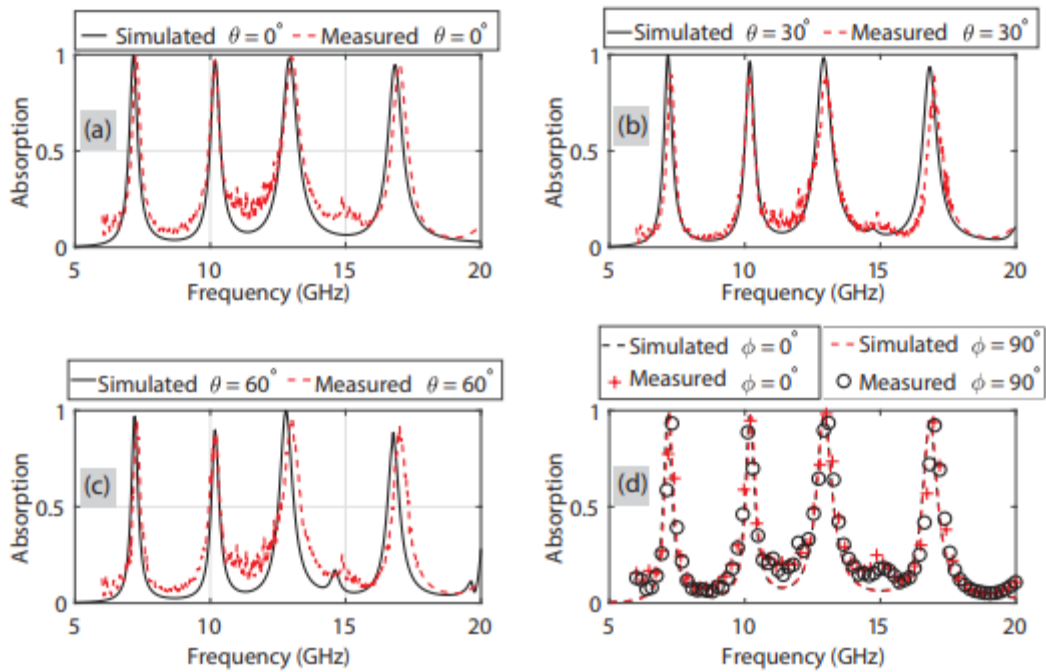 Simulated θ = 0° Measured θ = 0°
1
0.5
0
Absorption
(a)
5 10 15 20
Frequency (GHz)
Simulated θ = 30° Measured θ = 30°
1
0.5
0
Absorption
(b)
5 10 15 20
Frequency (GHz)
Simulated θ = 60° Measured θ = 60°
1
0.5
0
Absorption
(c)
5 10 15 20
Frequency (GHz)
Simulated ϕ = 0° Simulated ϕ = 90°
Measured ϕ = 0° Measured ϕ = 90°
1
0.5
0
Absorption
(d)
5 10 15 20
Frequency (GHz)